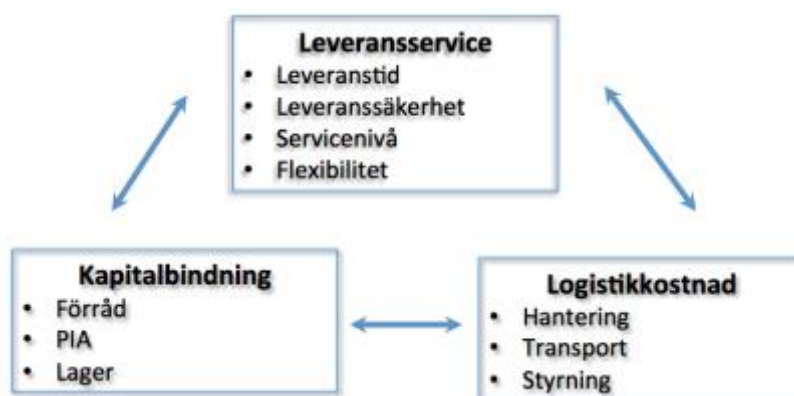 Leveransservice
• Leveranstid
• Leveranssäkerhet
• Servicenivå
• Flexibilitet
Kapitalbindning
• Förråd
• PIA
• Lager
Logistikkostnad
• Hantering
• Transport
• Styrning